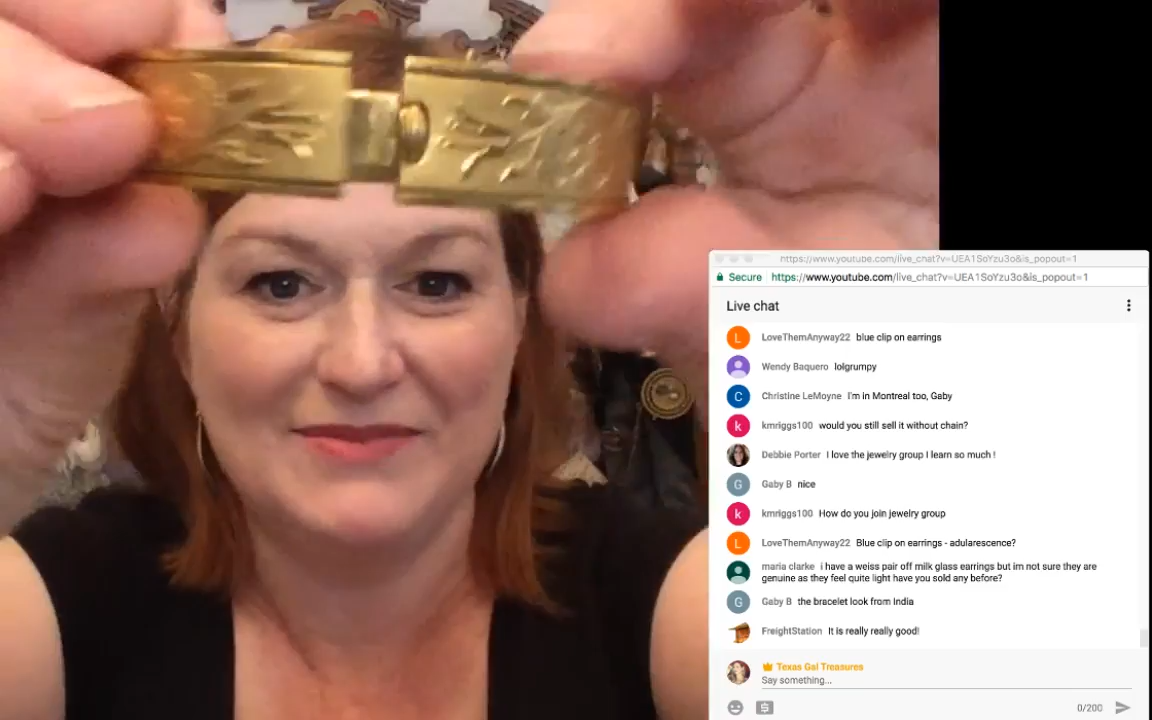 https://www.youtube.com/live_chat?v=UEA1SoYzu3o&is_popout=1
Secure https://www.youtube.com/live_chat?v=UEA1SoYzu3o&is_popout=1
Live chat
L LoveThemAnyway22 blue clip on earrings
Wendy Baquero lolgrumpy
C Christine LeMoyne I'm in Montreal too, Gaby
k kmriggs100 would you still sell it without chain?
Debbie Porter I love the jewelry group I learn so much !
G Gaby B nice
k kmriggs100 How do you join jewelry group
L LoveThemAnyway22 Blue clip on earrings - adularescence?
maria clarke i have a weiss pair off milk glass earrings but im not sure they are
genuine as they feel quite light have you sold any before?
G Gaby B the bracelet look from India
FreightStation It is really really good!
Texas Gal Treasures
Say something...
$ 0/200